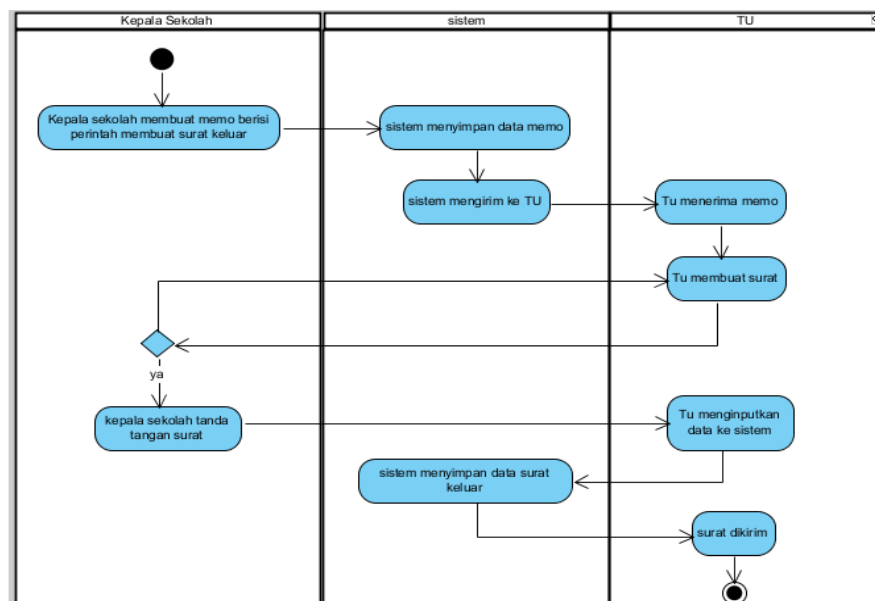 Kepala Sekolah
sistem
TU
Kepala sekolah membuat memo berisi
perintah membuat surat keluar
sistem menyimpan data memo
sistem mengirim ke TU
Tu menerima memo
Tu membuat surat
ya
kepala sekolah tanda
tangan surat
Tu menginputkan
data ke sistem
sistem menyimpan data surat
keluar
surat dikirim